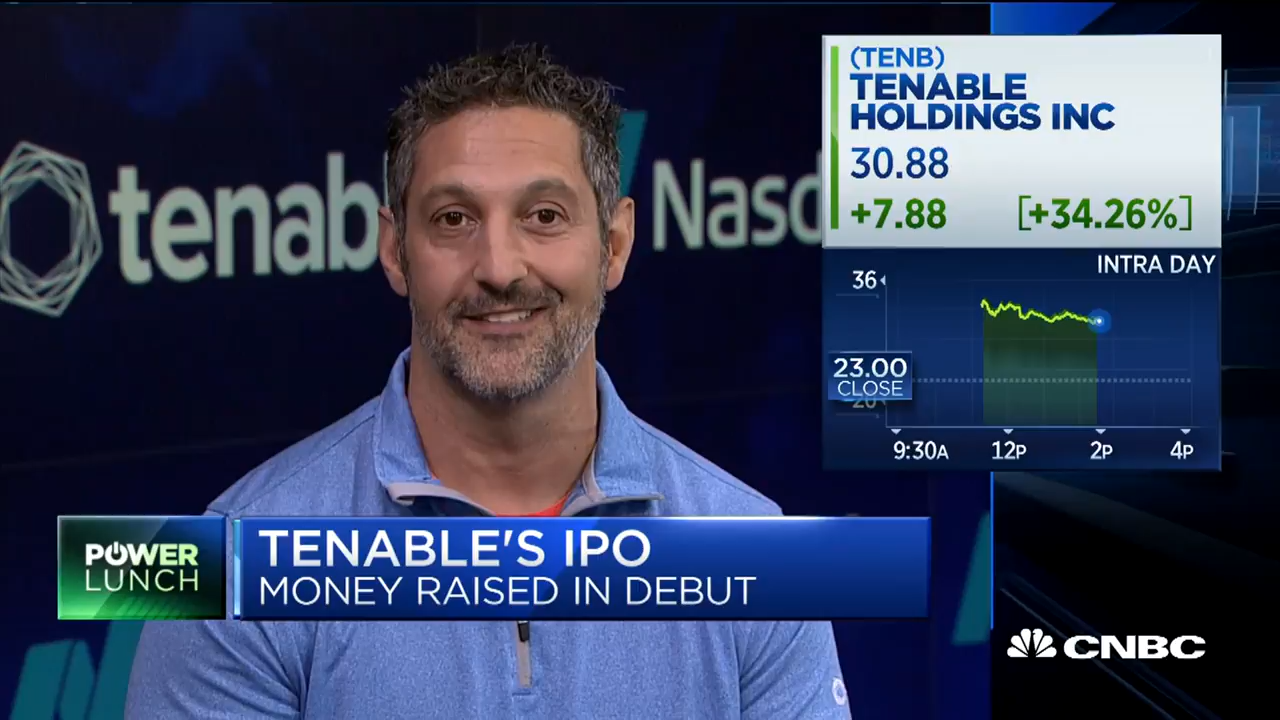 tenab
Nasd
(TENB)
TENABLE
HOLDINGS INC
30.88
+7.88 [+34.26%]
INTRA DAY
36
23.00
CLOSE
20
9:30A 12P 2P 4P
POWER
LUNCH
TENABLE'S IPO
MONEY RAISED IN DEBUT
CNBC